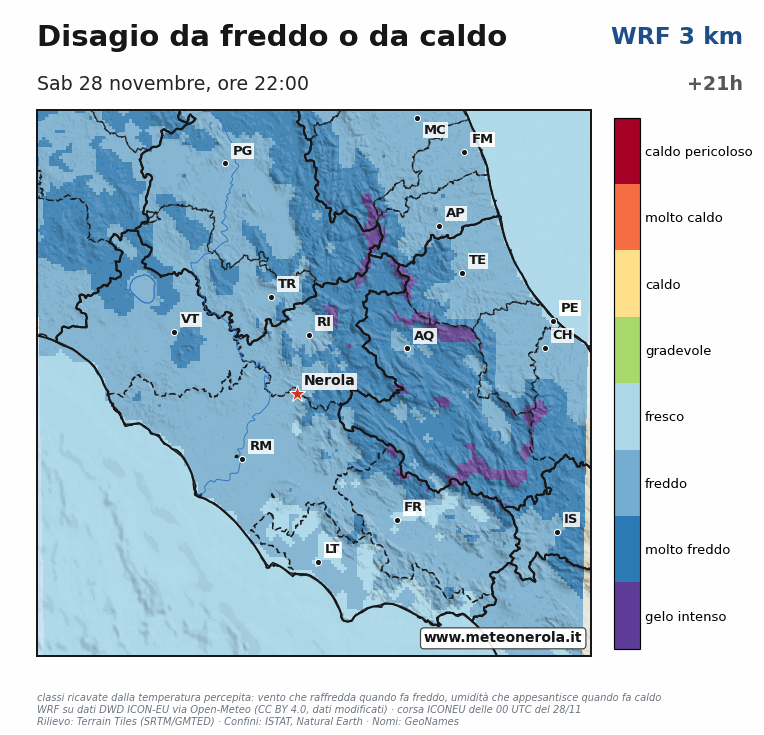 Disagio da freddo o da caldo
WRF 3 km
Sab 28 novembre, ore 22:00
+21h
MC
FM
PG
AP
TE
TR
PE
VT
RI
AQ
CH
Nerola
RM
FR
IS
LT
www.meteonerola.it
caldo pericoloso
molto caldo
caldo
gradevole
fresco
freddo
molto freddo
gelo intenso
classi ricavate dalla temperatura percepita: vento che raffredda quando fa freddo, umidità che appesantisce quando fa caldo
WRF su dati DWD ICON-EU via Open-Meteo (CC BY 4.0, dati modificati) · corsa ICONEU delle 00 UTC del 28/11
Rilievo: Terrain Tiles (SRTM/GMTED) · Confini: ISTAT, Natural Earth · Nomi: GeoNames